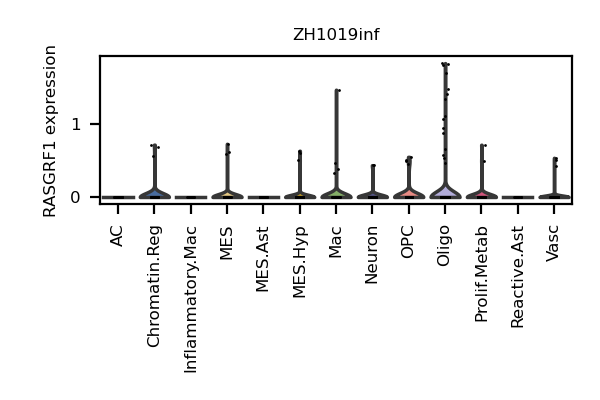 ZH1019inf
RASGRF1 expression
1
0
AC
Chromatin.Reg
Inflammatory.Mac
MES
MES.Ast
MES.Hyp
Mac
Neuron
OPC
Oligo
Prolif.Metab
Reactive.Ast
Vasc